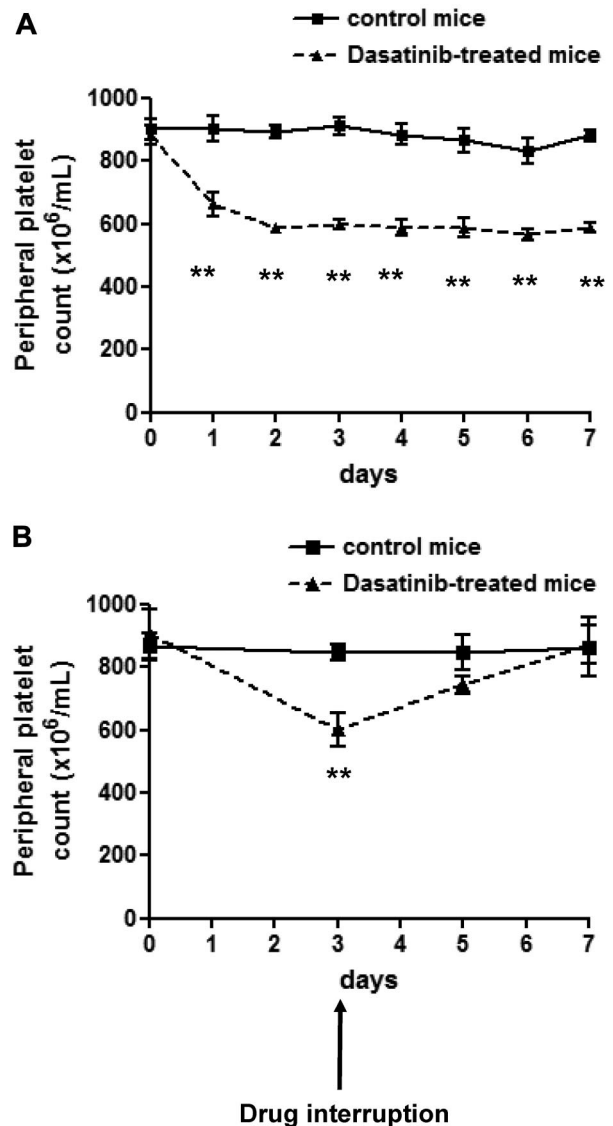 A
control mice
Dasatinib-treated mice
Peripheral platelet
count (x10⁶/mL)
1000
800
600
400
200
0
** ** ** ** ** ** **
0 1 2 3 4 5 6 7
days
B
control mice
Dasatinib-treated mice
Peripheral platelet
count (x10⁶/mL)
1000
800
600
400
200
0
**
0 1 2 3 4 5 6 7
days
Drug interruption